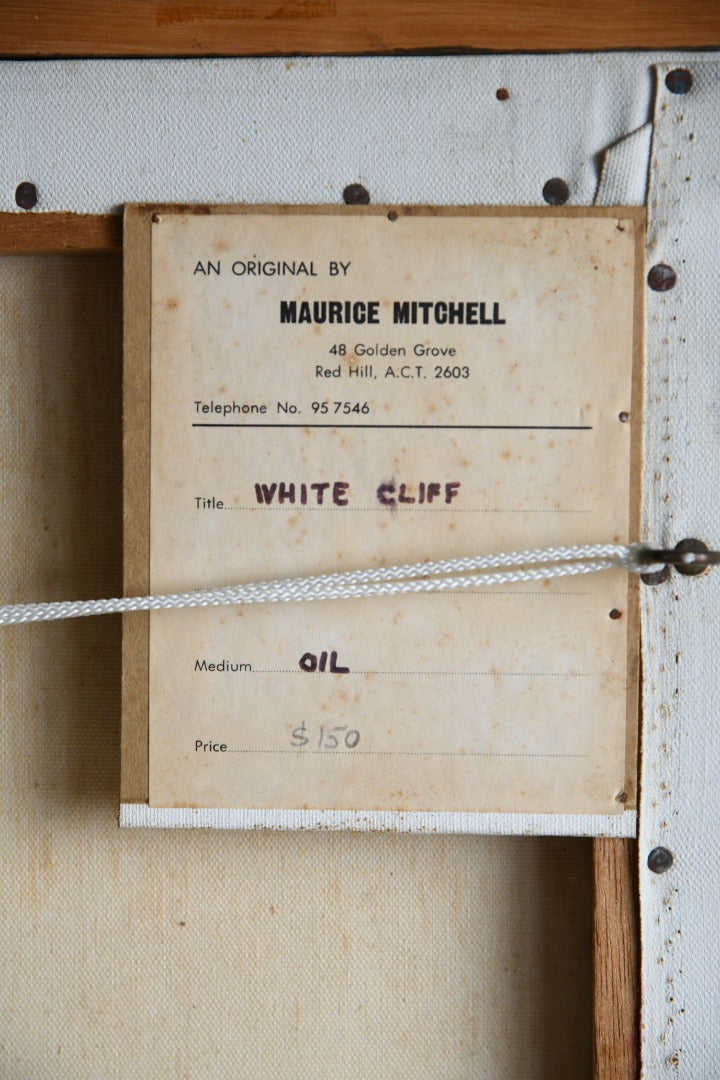 AN ORIGINAL BY
MAURICE MITCHELL
48 Golden Grove
Red Hill, A.C.T. 2603
Telephone No. 95 7546
Title WHITE CLIFF
Medium OIL
Price $150